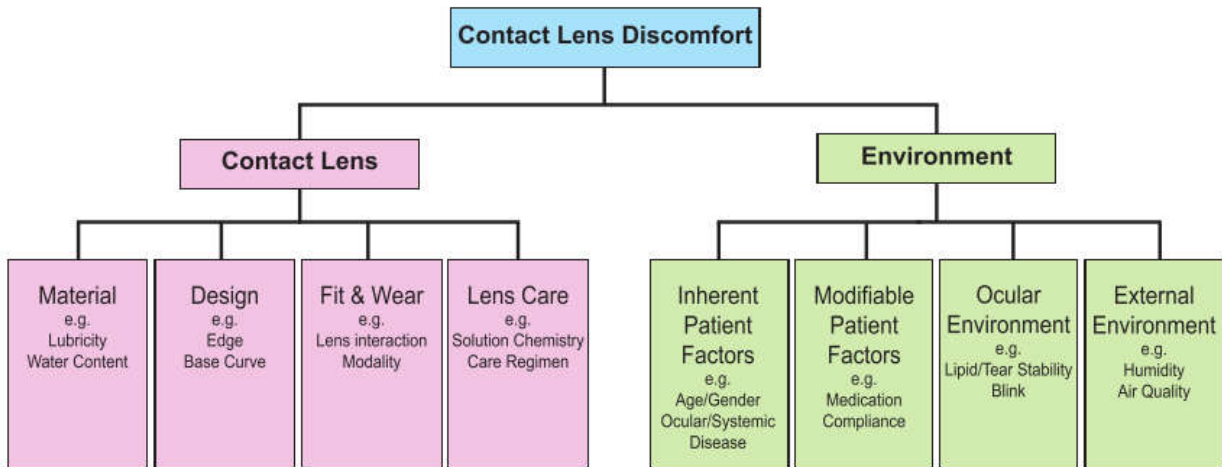 Contact Lens Discomfort
Contact Lens
Environment
Material
e.g.
Lubricity
Water Content
Design
e.g.
Edge
Base Curve
Fit & Wear
e.g.
Lens interaction
Modality
Lens Care
e.g.
Solution Chemistry
Care Regimen
Inherent
Patient
Factors
e.g.
Age/Gender
Ocular/Systemic
Disease
Modifiable
Patient
Factors
e.g.
Medication
Compliance
Ocular
Environment
e.g.
Lipid/Tear Stability
Blink
External
Environment
e.g.
Humidity
Air Quality